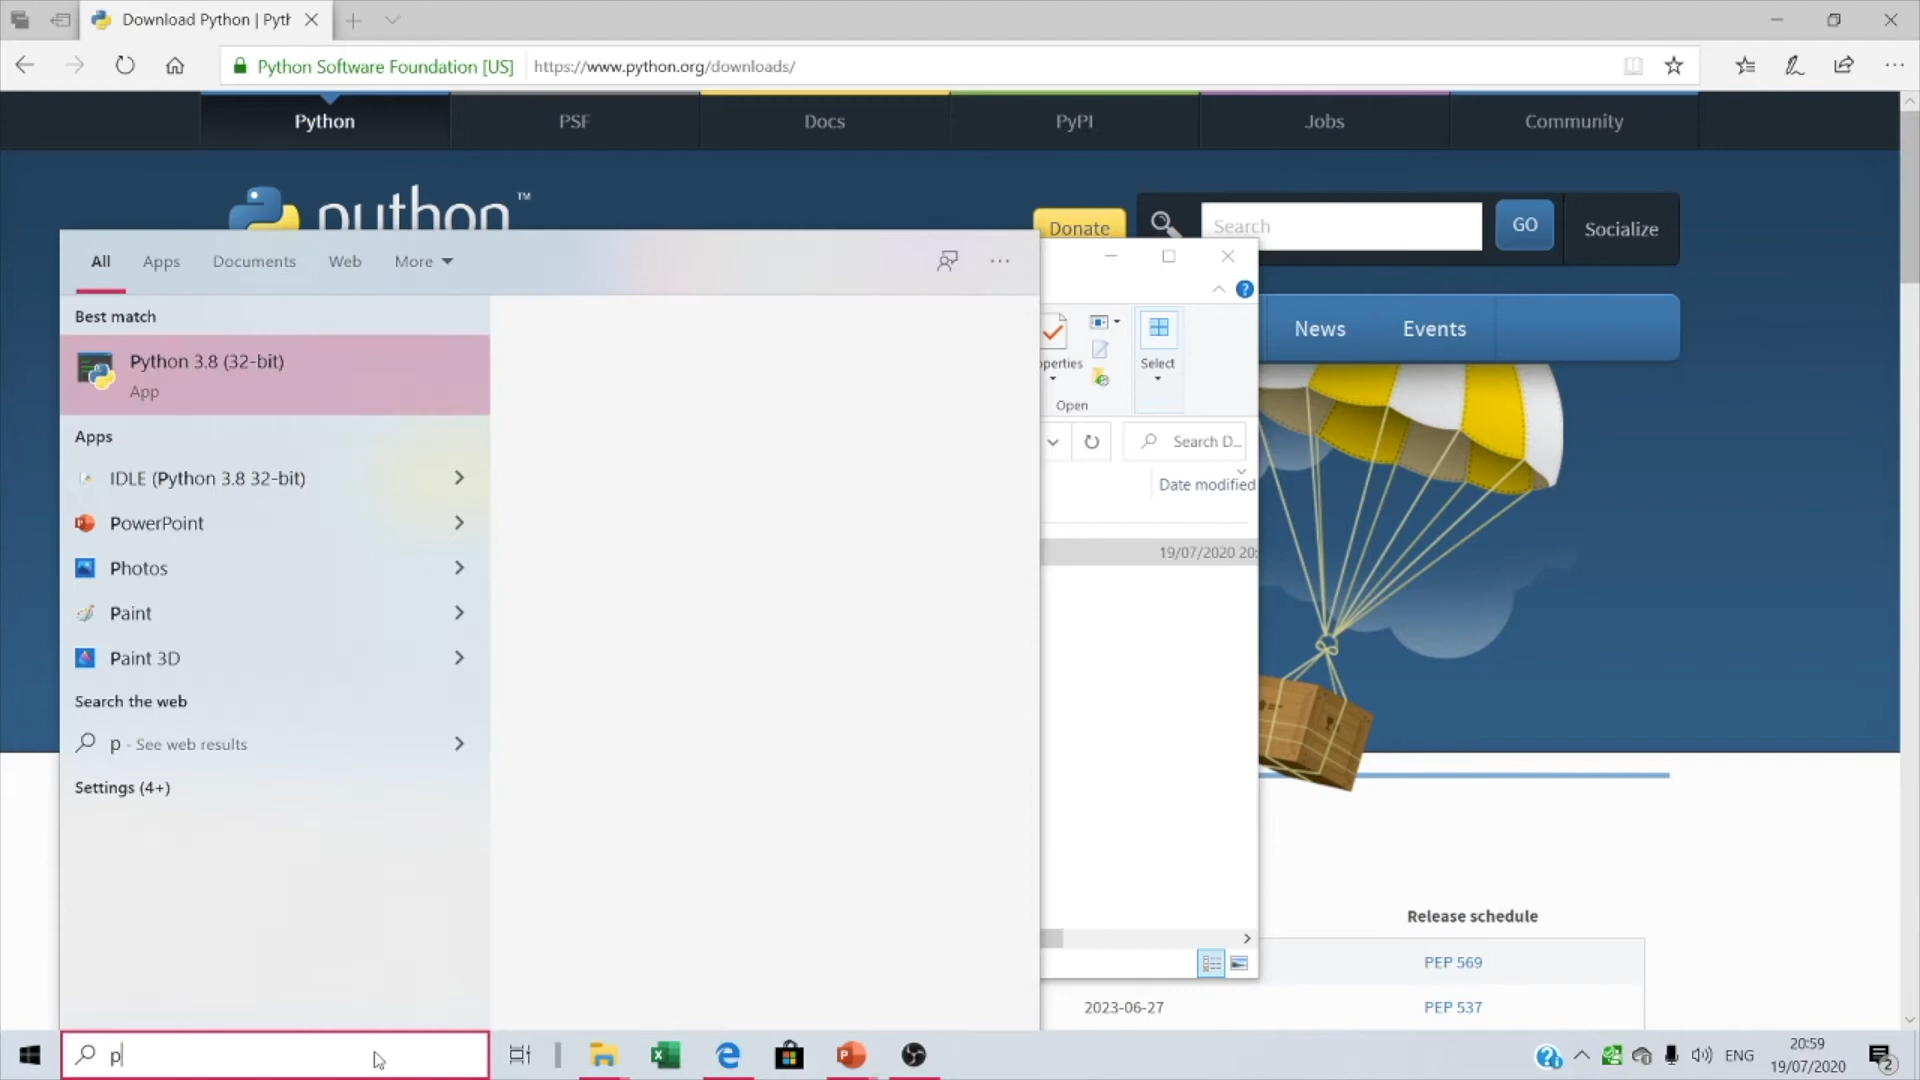 Download Python | Pytl
Python Software Foundation [US]
https://www.python.org/downloads/
Python
PSF
Docs
PyPI
Jobs
Community
python™
Donate
Search
GO
Socialize
All
Apps
Documents
Web
More
Best match
Python 3.8 (32-bit)
App
Apps
IDLE (Python 3.8 32-bit)
PowerPoint
Photos
Paint
Paint 3D
Search the web
p - See web results
Settings (4+)
operties
Select
Open
Search D...
Date modified
19/07/2020 20:
News
Events
Release schedule
PEP 569
2023-06-27
PEP 537
p
ENG
20:59
19/07/2020
2